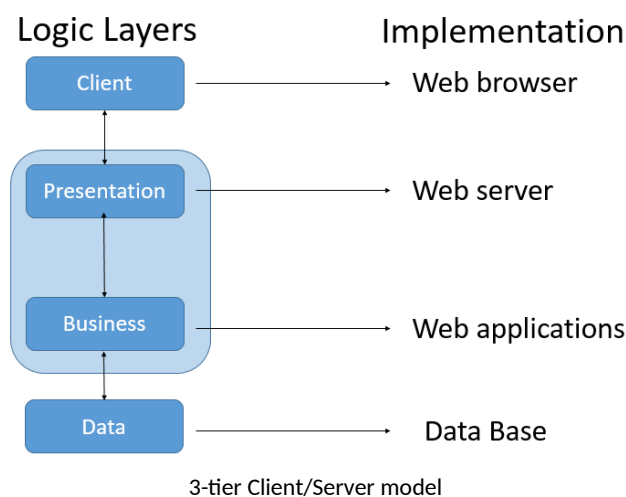 Logic Layers
Implementation
Client
Web browser
Presentation
Web server
Business
Web applications
Data
Data Base
3-tier Client/Server model